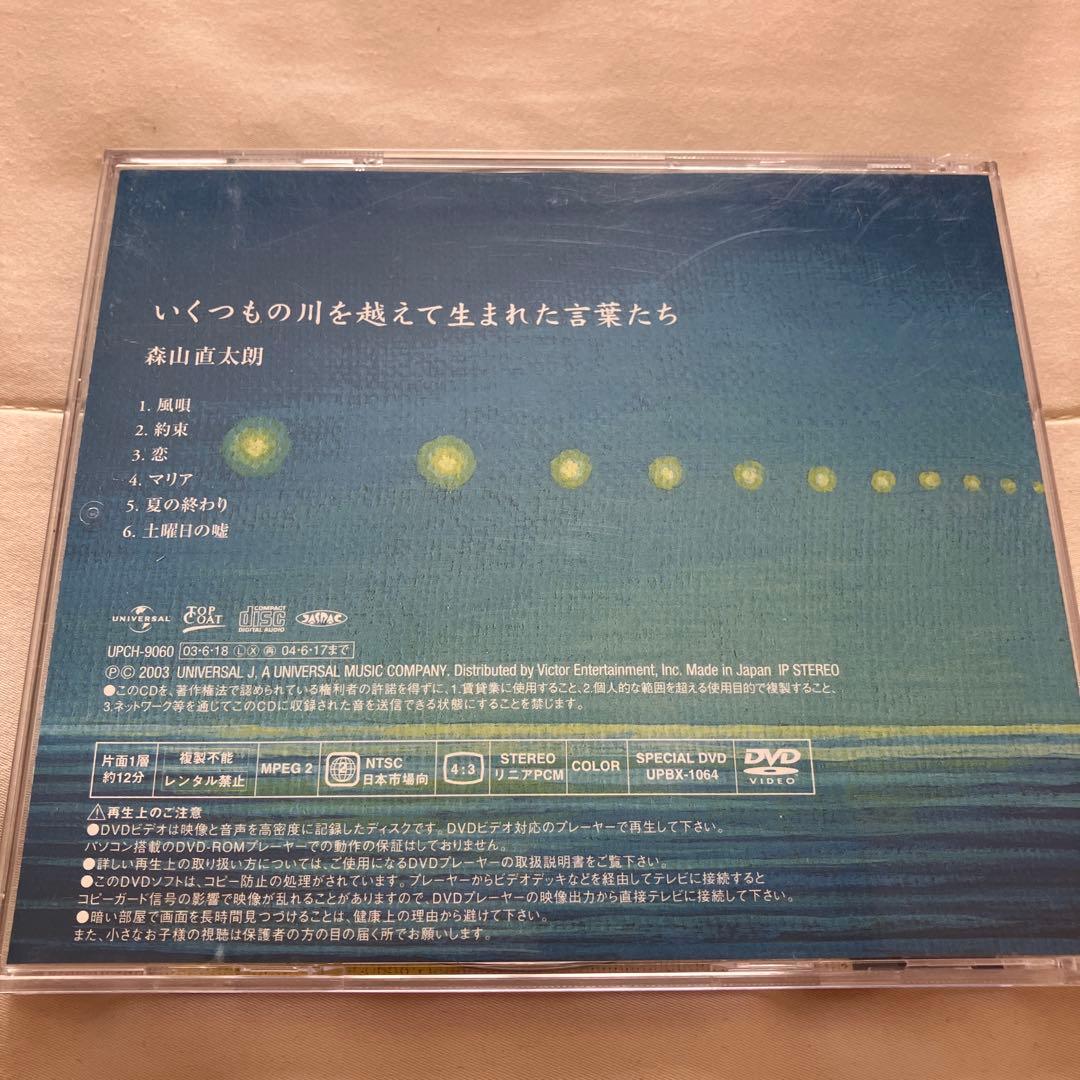 いくつもの川を越えて生まれた言葉たち
森山直太朗
1. 風唄
2. 約束
3. 恋
4. マリア
5. 夏の終わり
6. 土曜日の嘘
UNIVERSAL TOP COAT COMPACT disc DIGITAL AUDIO JASRAC
UPCH-9060 03・6・18 Ⓛ Ⓧ ㊞ 04・6・17まで
ⓅⒸ 2003 UNIVERSAL J, A UNIVERSAL MUSIC COMPANY. Distributed by Victor Entertainment, Inc. Made in Japan IP STEREO
●このCDを、著作権法で認められている権利者の許諾を得ずに、1.賃貸業に使用すること、2.個人的な範囲を超える使用目的で複製すること、
3.ネットワーク等を通じてこのCDに収録された音を送信できる状態にすることを禁じます。
片面1層 約12分
複製不能 レンタル禁止
MPEG 2
2 NTSC 日本市場向
4:3
STEREO リニアPCM
COLOR
SPECIAL DVD UPBX-1064
DVD VIDEO
⚠再生上のご注意
●DVDビデオは映像と音声を高密度に記録したディスクです。DVDビデオ対応のプレーヤーで再生して下さい。
パソコン搭載のDVD-ROMプレーヤーでの動作の保証はしておりません。
●詳しい再生上の取り扱い方については、ご使用になるDVDプレーヤーの取扱説明書をご覧下さい。
●このDVDソフトは、コピー防止の処理がされています。プレーヤーからビデオデッキなどを経由してテレビに接続すると
コピーガード信号の影響で映像が乱れることがありますので、DVDプレーヤーの映像出力から直接テレビに接続して下さい。
●暗い部屋で画面を長時間見つづけることは、健康上の理由から避けて下さい。
また、小さなお子様の視聴は保護者の方の目の届く所でお願いします。